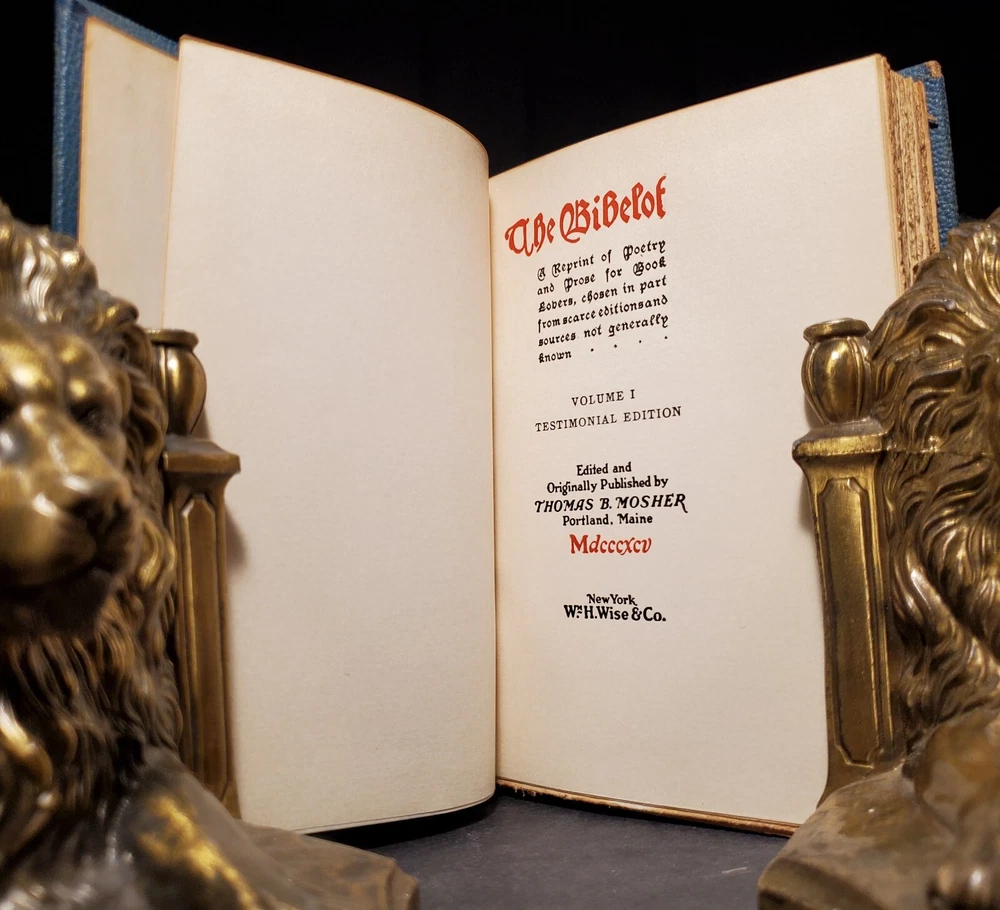 The Bibelot
A Reprint of Poetry
and Prose for Book
Lovers, chosen in part
from scarce editions and
sources not generally
known . . . .
VOLUME I
TESTIMONIAL EDITION
Edited and
Originally Published by
THOMAS B. MOSHER
Portland, Maine
Mdcccxcv
New York
Wm. H. Wise & Co.